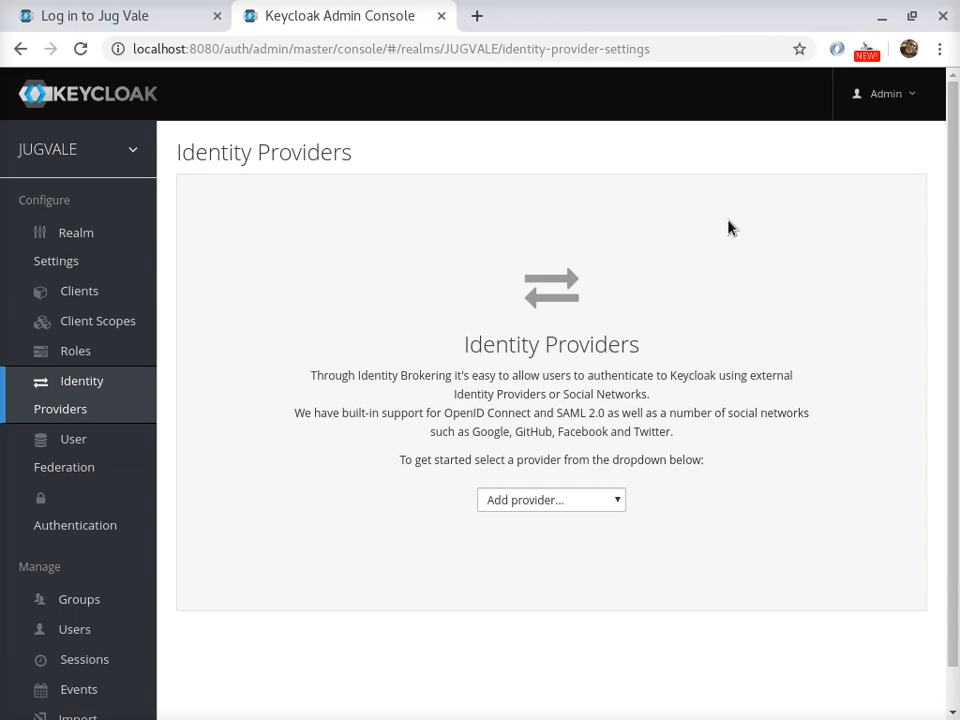 Log in to Jug Vale
Keycloak Admin Console
localhost:8080/auth/admin/master/console/#/realms/JUGVALE/identity-provider-settings
NEW!
KEYCLOAK
Admin
JUGVALE
Configure
Realm
Settings
Clients
Client Scopes
Roles
Identity
Providers
User
Federation
Authentication
Manage
Groups
Users
Sessions
Events
Import
Identity Providers
Identity Providers
Through Identity Brokering it's easy to allow users to authenticate to Keycloak using external
Identity Providers or Social Networks.
We have built-in support for OpenID Connect and SAML 2.0 as well as a number of social networks
such as Google, GitHub, Facebook and Twitter.
To get started select a provider from the dropdown below:
Add provider...